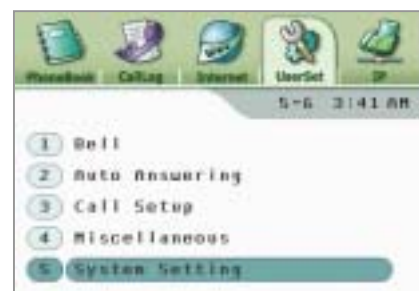 PhoneBook CallLog Internet UserSet IP
5-6 3:41 AM
1 Bell
2 Auto Answering
3 Call Setup
4 Miscellaneous
5 System Setting